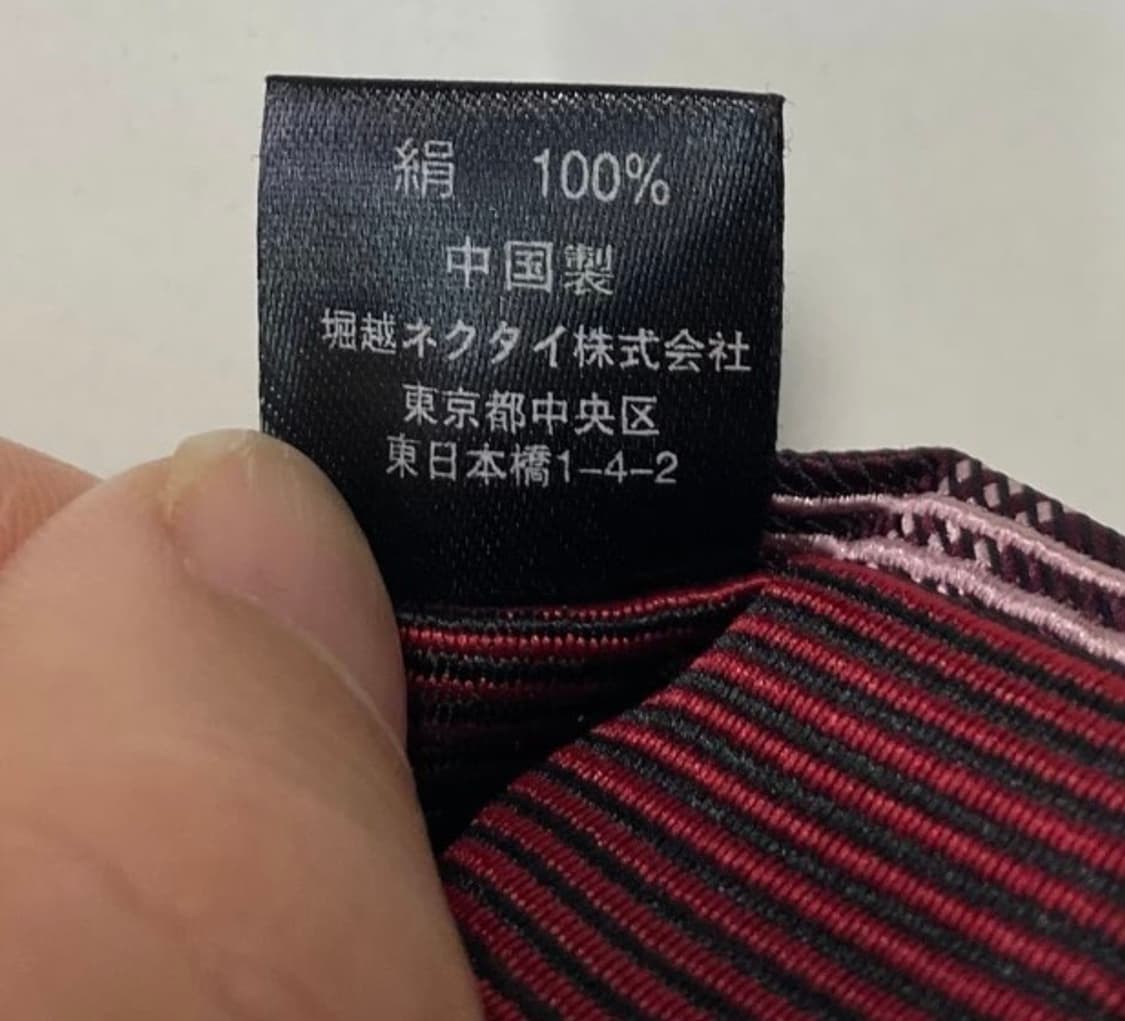 絹 100%
中国製
堀越ネクタイ株式会社
東京都中央区
東日本橋1-4-2